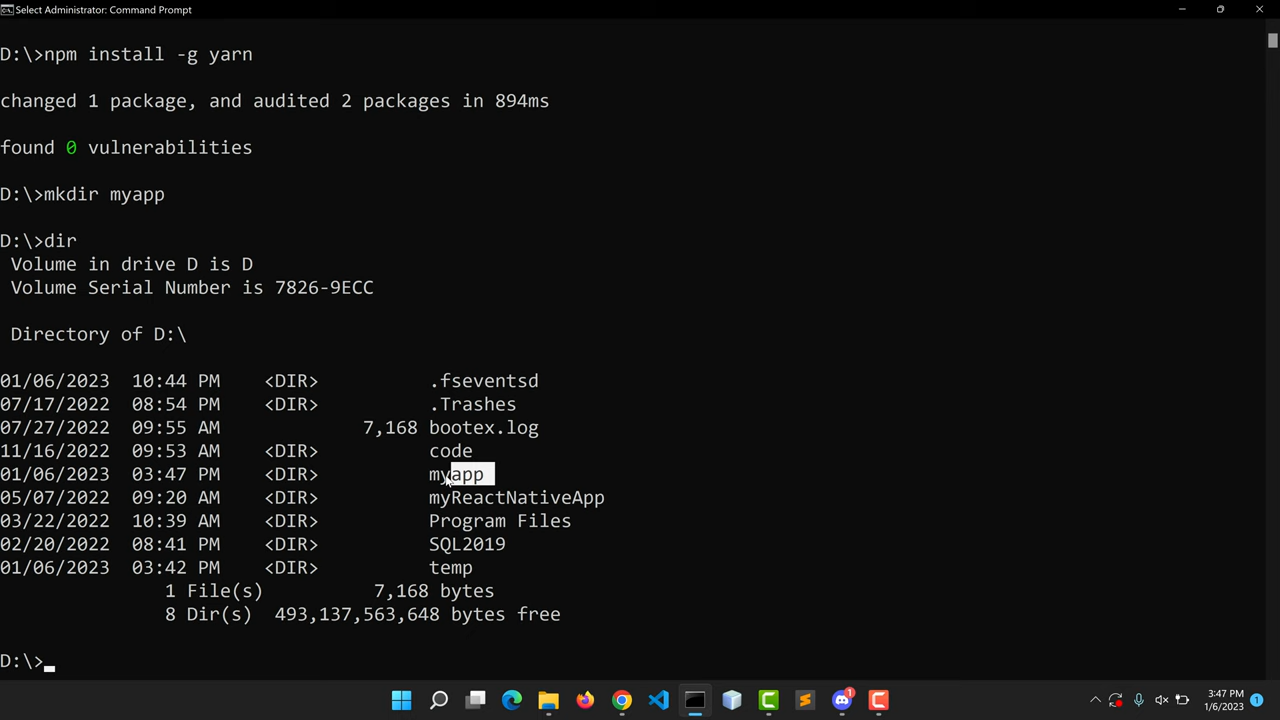 Select Administrator: Command Prompt
D:\>npm install -g yarn
changed 1 package, and audited 2 packages in 894ms
found 0 vulnerabilities
D:\>mkdir myapp
D:\>dir
Volume in drive D is D
Volume Serial Number is 7826-9ECC
Directory of D:\
01/06/2023 10:44 PM <DIR> .fseventsd
07/17/2022 08:54 PM <DIR> .Trashes
07/27/2022 09:55 AM 7,168 bootex.log
11/16/2022 09:53 AM <DIR> code
01/06/2023 03:47 PM <DIR> myapp
05/07/2022 09:20 AM <DIR> myReactNativeApp
03/22/2022 10:39 AM <DIR> Program Files
02/20/2022 08:41 PM <DIR> SQL2019
01/06/2023 03:42 PM <DIR> temp
1 File(s) 7,168 bytes
8 Dir(s) 493,137,563,648 bytes free
D:\>
3:47 PM
1/6/2023